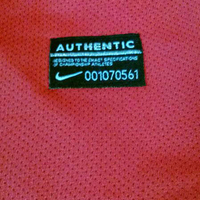 AUTHENTIC
DESIGNED TO THE EXACT SPECIFICATIONS
OF CHAMPIONSHIP ATHLETES
001070561